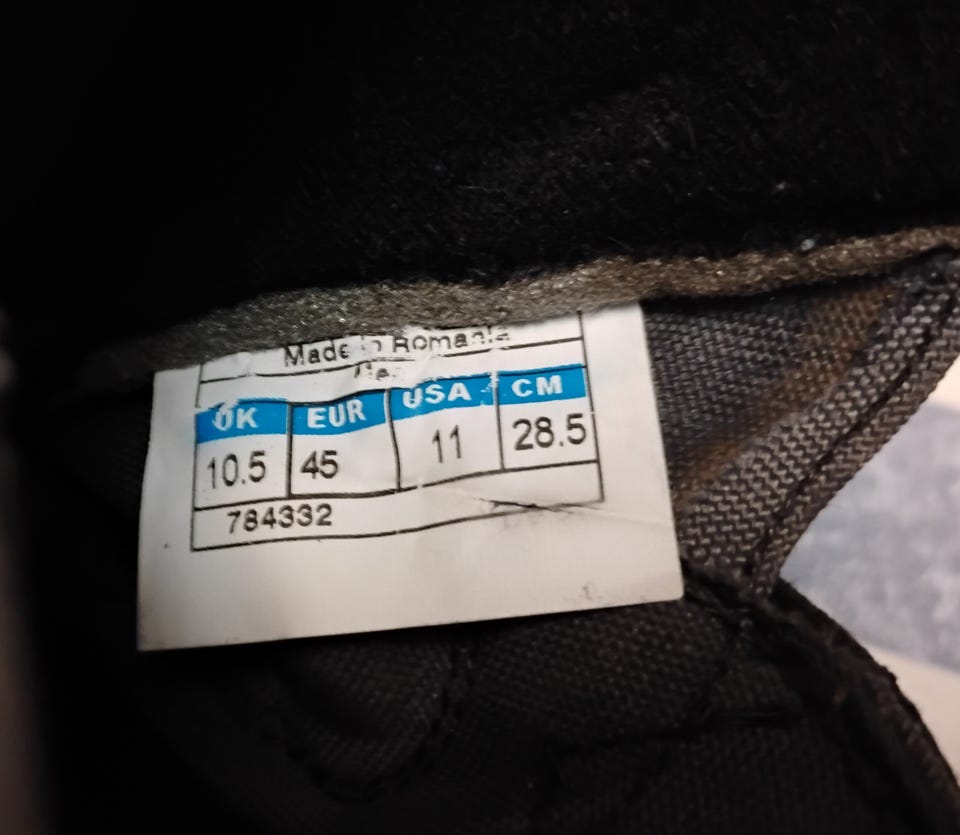 Made in Romania
UK EUR USA CM
10.5 45 11 28.5
784332